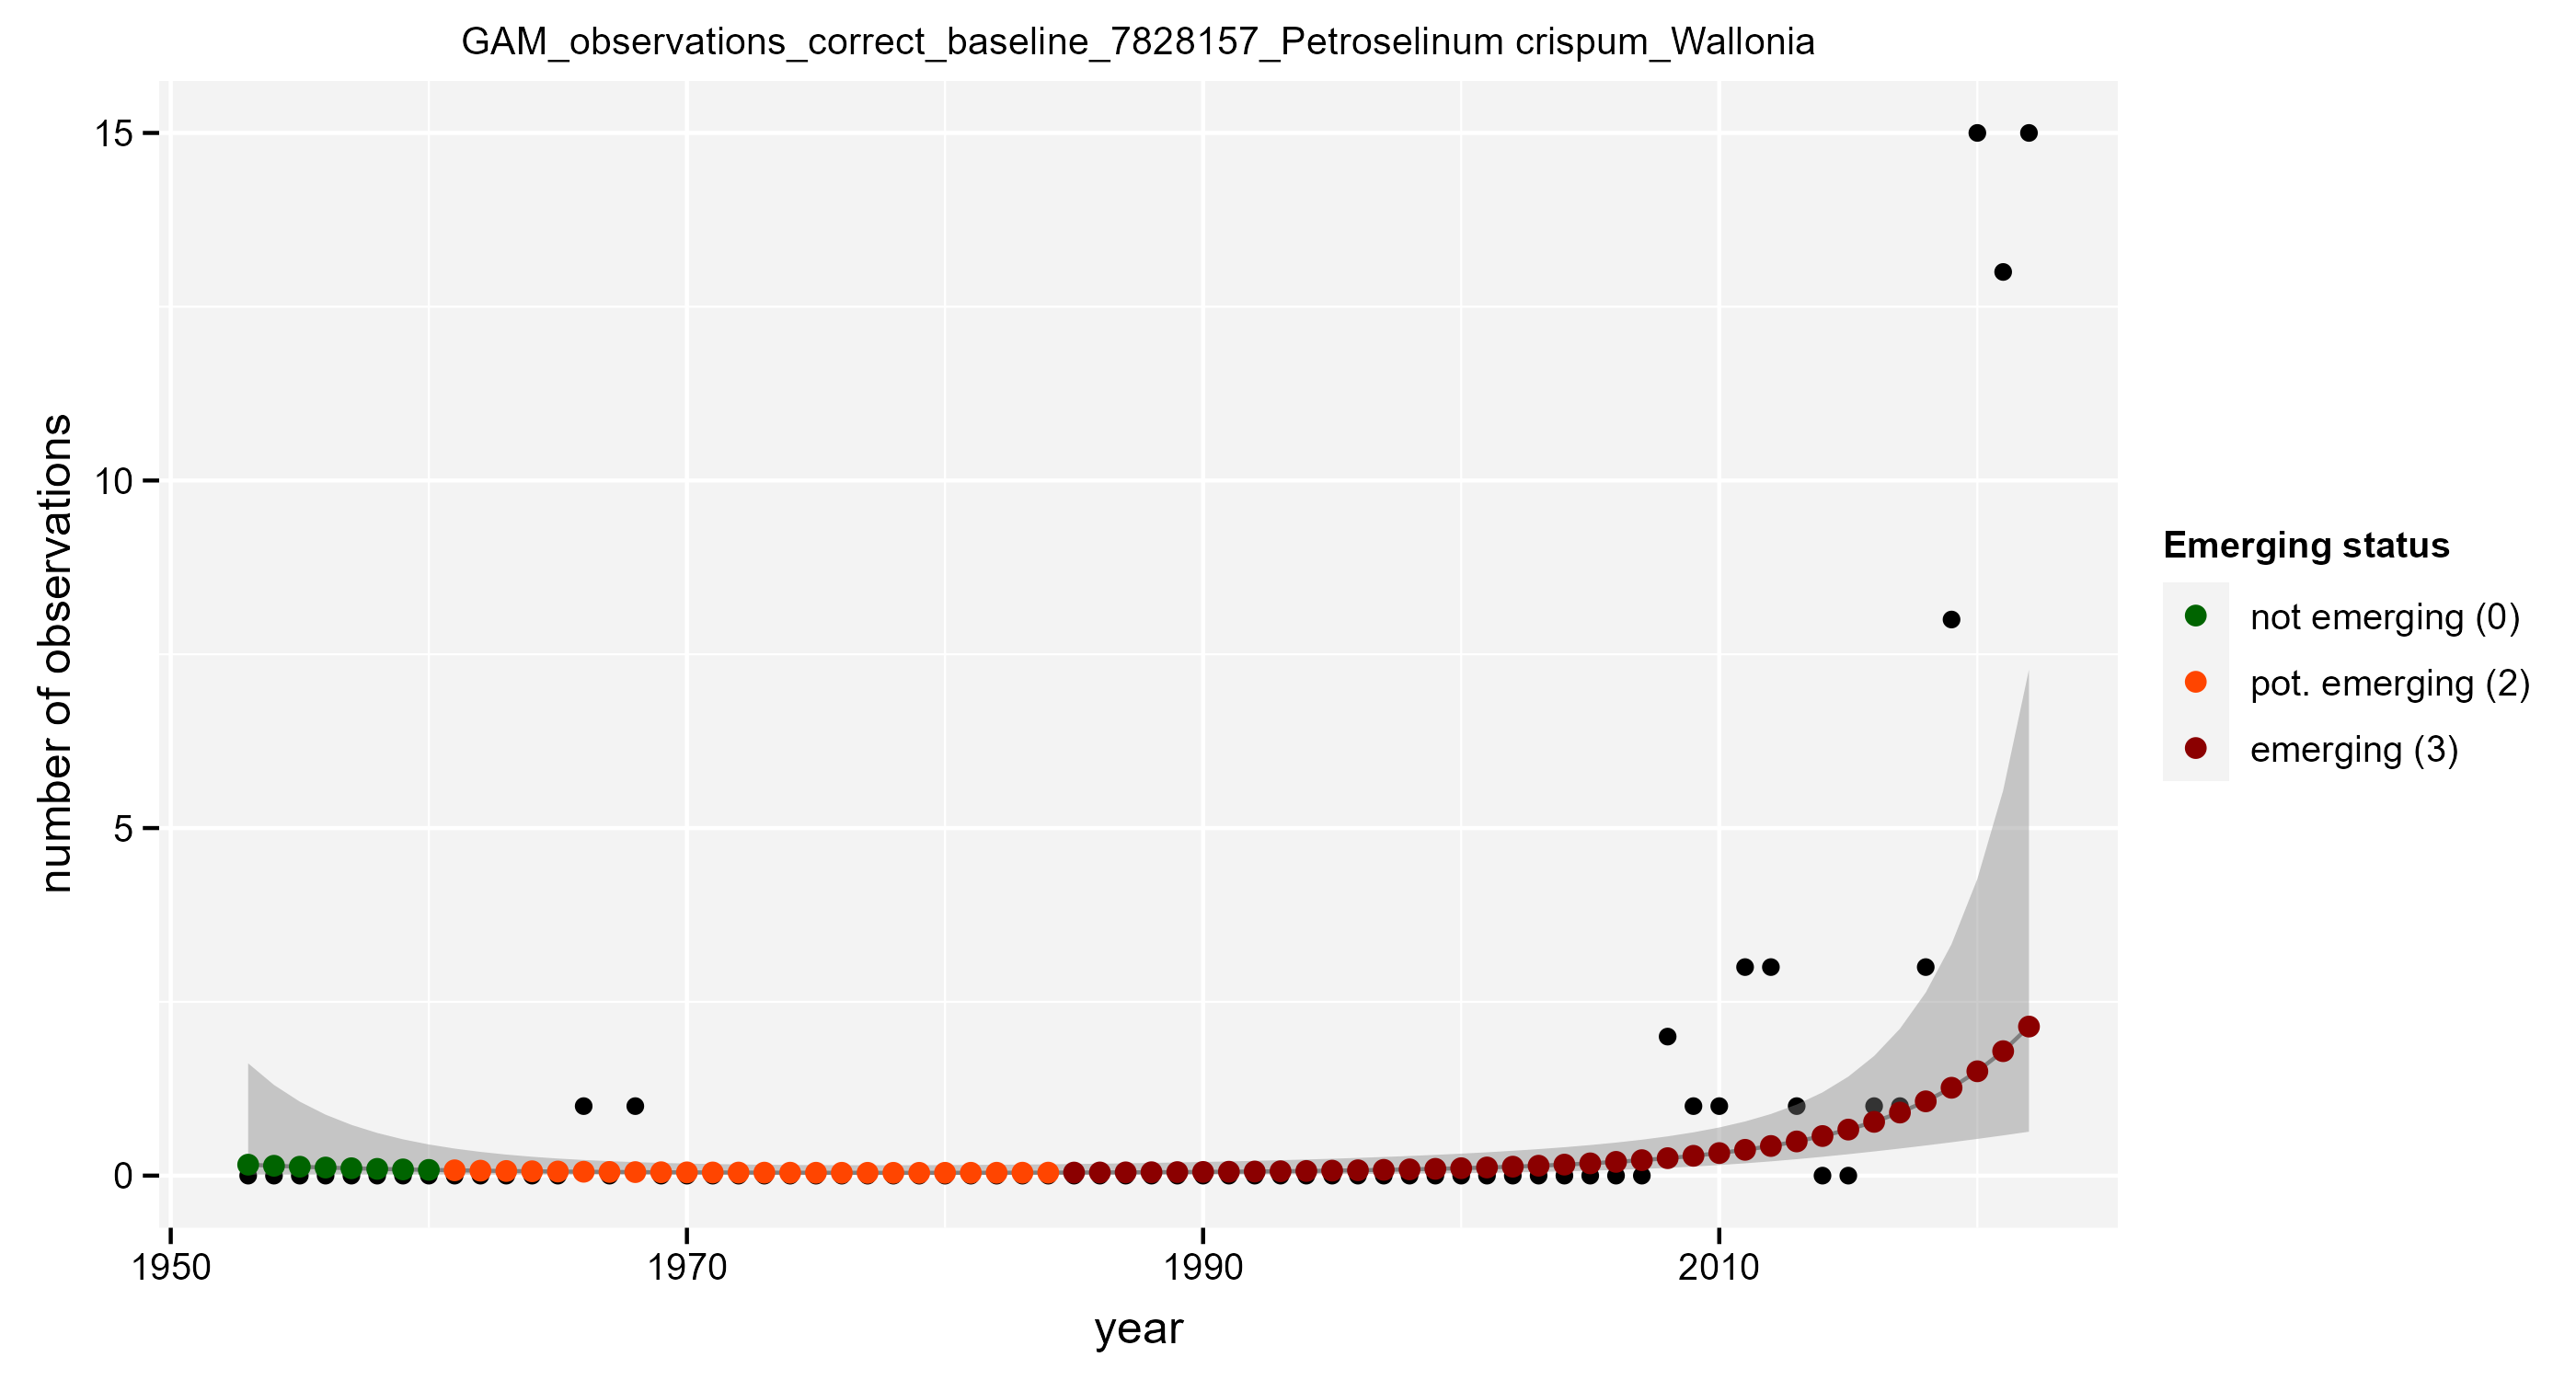 GAM_observations_correct_baseline_7828157_Petroselinum crispum_Wallonia
15
10
5
0
number of observations
1950
1970
1990
2010
year
Emerging status
not emerging (0)
pot. emerging (2)
emerging (3)